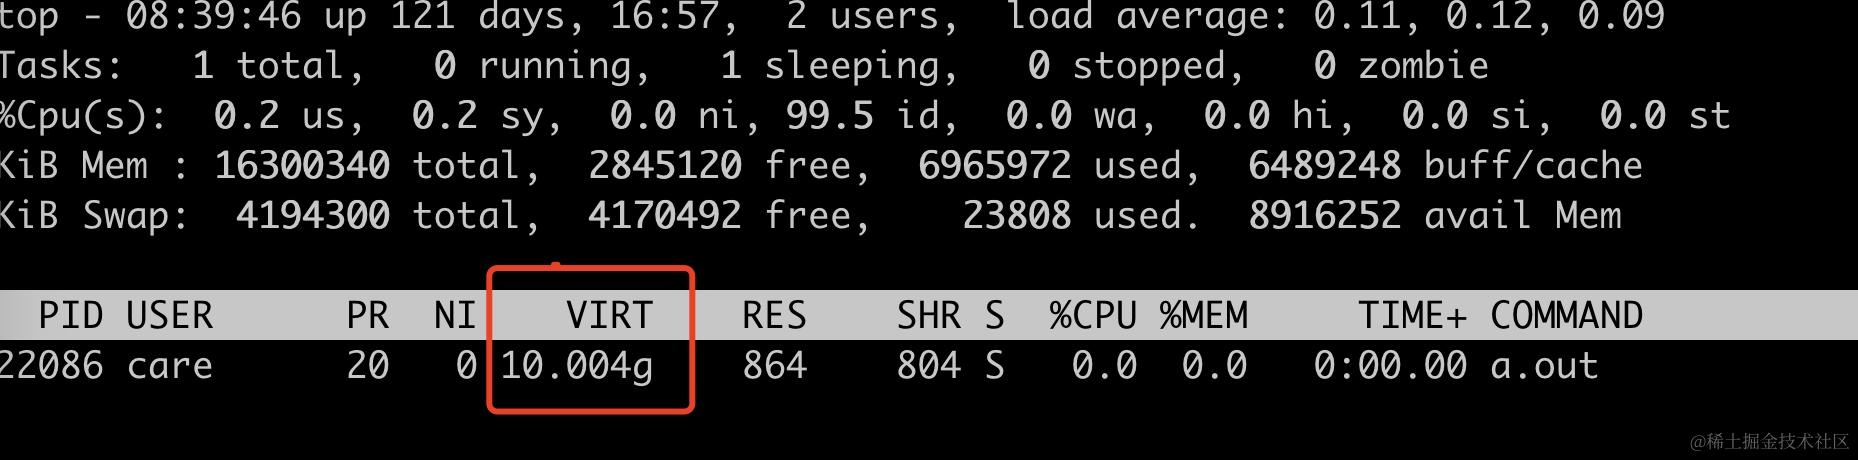 top - 08:39:46 up 121 days, 16:57, 2 users, load average: 0.11, 0.12, 0.09
Tasks: 1 total, 0 running, 1 sleeping, 0 stopped, 0 zombie
%Cpu(s): 0.2 us, 0.2 sy, 0.0 ni, 99.5 id, 0.0 wa, 0.0 hi, 0.0 si, 0.0 st
KiB Mem : 16300340 total, 2845120 free, 6965972 used, 6489248 buff/cache
KiB Swap: 4194300 total, 4170492 free, 23808 used. 8916252 avail Mem
PID USER PR NI VIRT RES SHR S %CPU %MEM TIME+ COMMAND
22086 care 20 0 10.004g 864 804 S 0.0 0.0 0:00.00 a.out
@稀土掘金技术社区